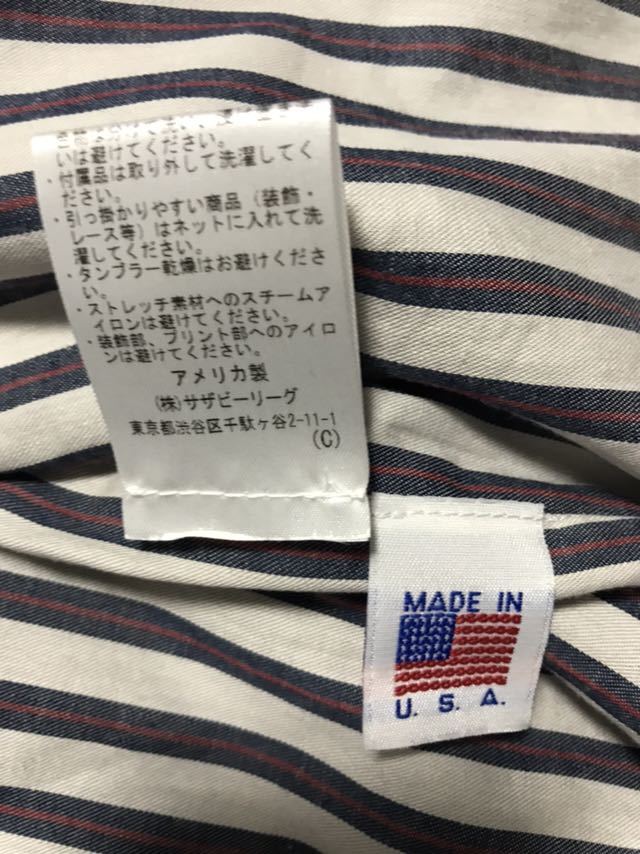 いは避けてください。
・付属品は取り外して洗濯してく
ださい。
・引っ掛かりやすい商品（装飾・
レース等）はネットに入れて洗
濯してください。
・タンブラー乾燥はお避けくださ
い。
・ストレッチ素材へのスチームア
イロンは避けてください。
・装飾部、プリント部へのアイロ
ンは避けてください。
アメリカ製
（株）サザビーリーグ
東京都渋谷区千駄ヶ谷2-11-1
(C)
MADE IN
U. S. A.